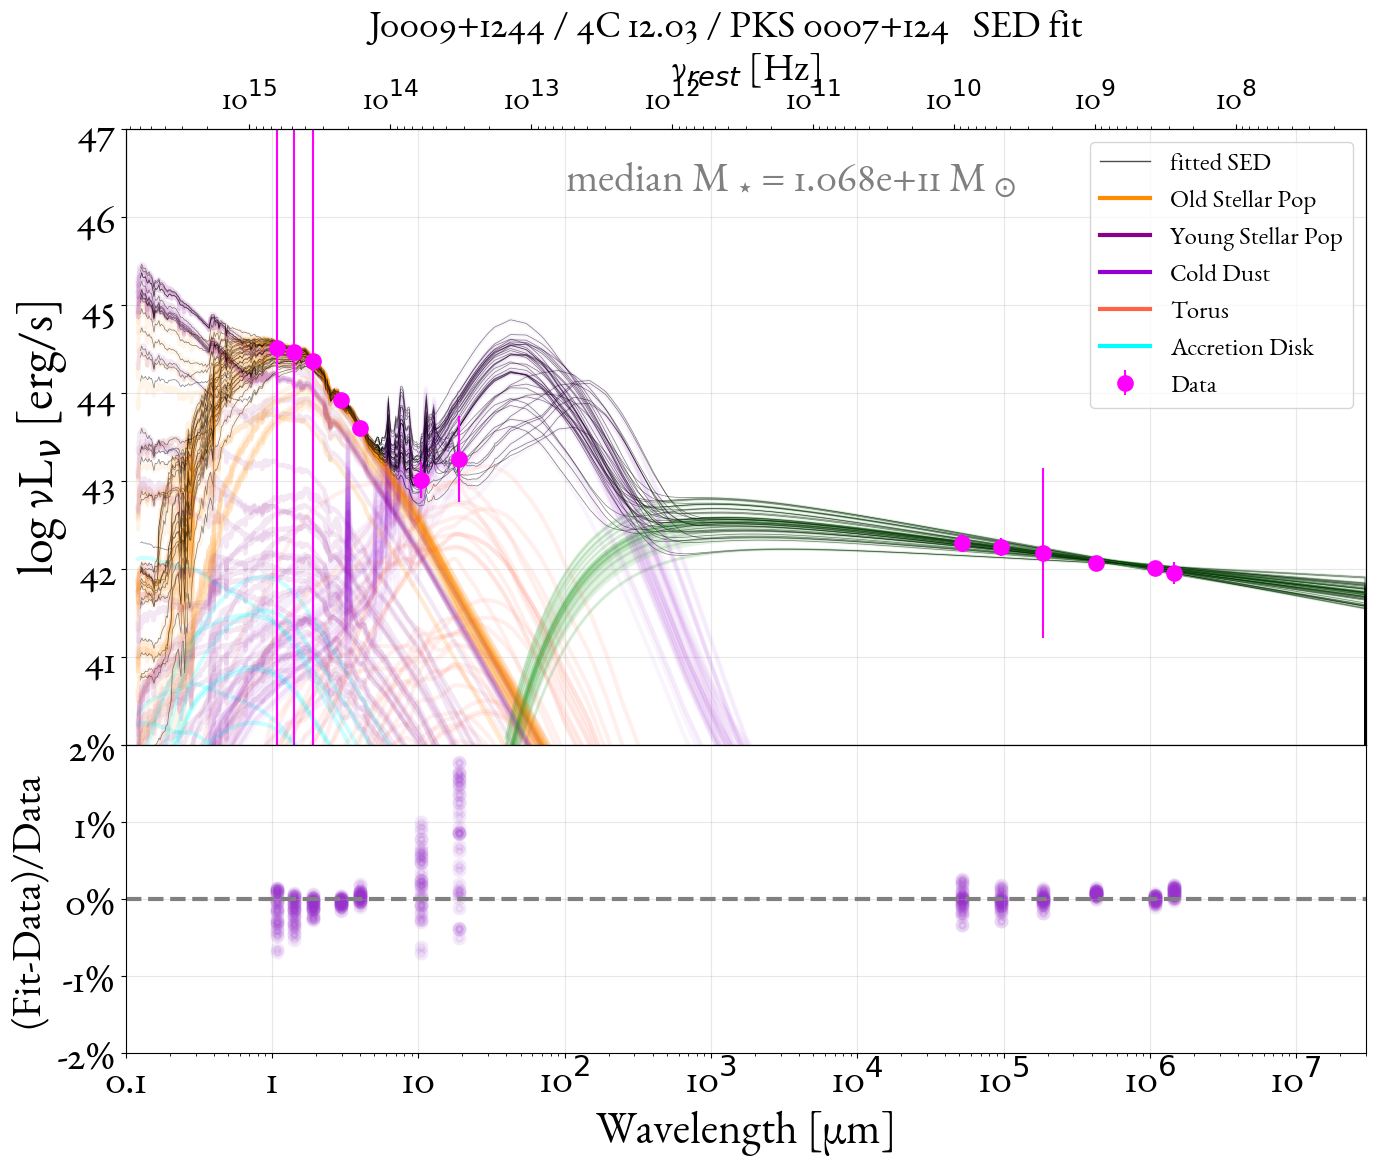 J0009+1244 / 4C 12.03 / PKS 0007+124 SED fit
ν_rest [Hz]
10^15 10^14 10^13 10^12 10^11 10^10 10^9 10^8
median M⋆ = 1.068e+11 M⊙
fitted SED
Old Stellar Pop
Young Stellar Pop
Cold Dust
Torus
Accretion Disk
Data
log νL_ν [erg/s]
47
46
45
44
43
42
41
(Fit-Data)/Data
2%
1%
0%
-1%
-2%
0.1 1 10 10^2 10^3 10^4 10^5 10^6 10^7
Wavelength [μm]